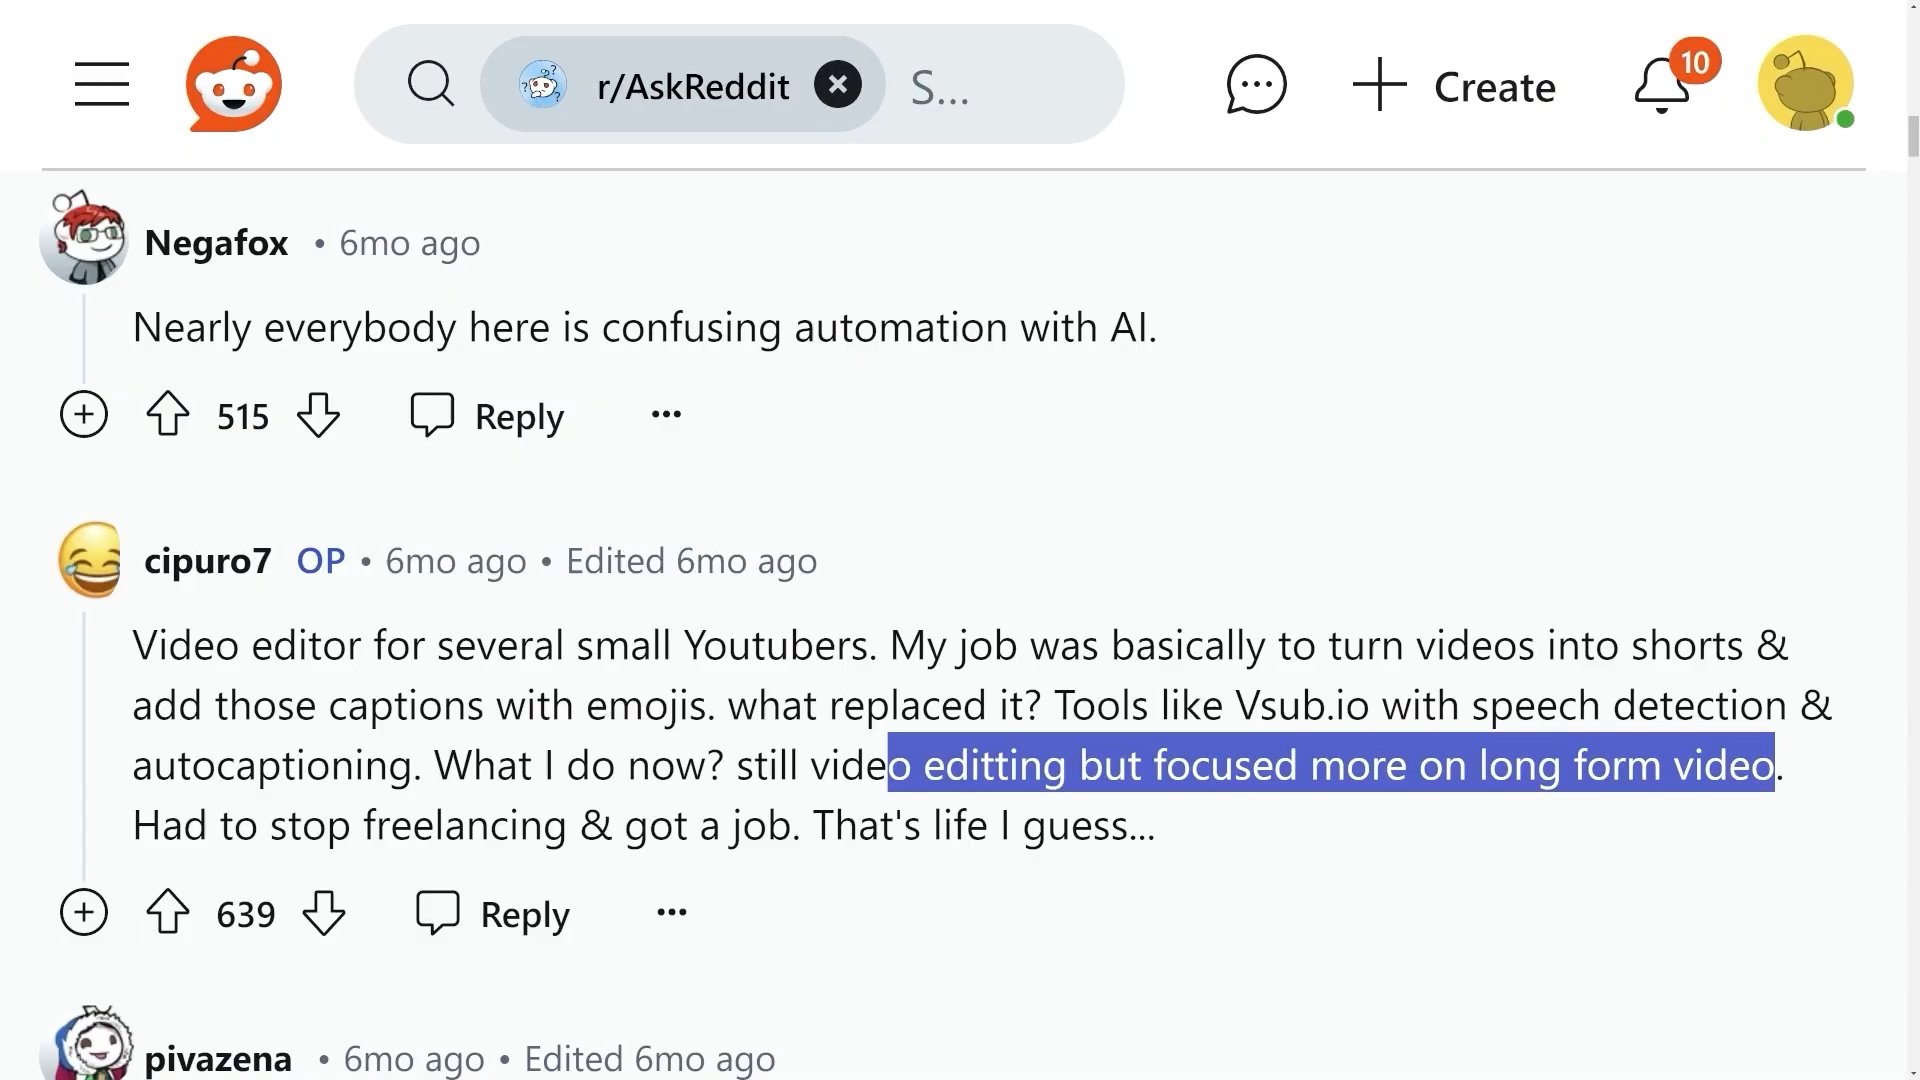 r/AskReddit S... Create 10
Negafox • 6mo ago
Nearly everybody here is confusing automation with AI.
515 Reply ...
cipuro7 OP • 6mo ago • Edited 6mo ago
Video editor for several small Youtubers. My job was basically to turn videos into shorts &
add those captions with emojis. what replaced it? Tools like Vsub.io with speech detection &
autocaptioning. What I do now? still video editting but focused more on long form video.
Had to stop freelancing & got a job. That's life I guess...
639 Reply ...
pivazena • 6mo ago • Edited 6mo ago